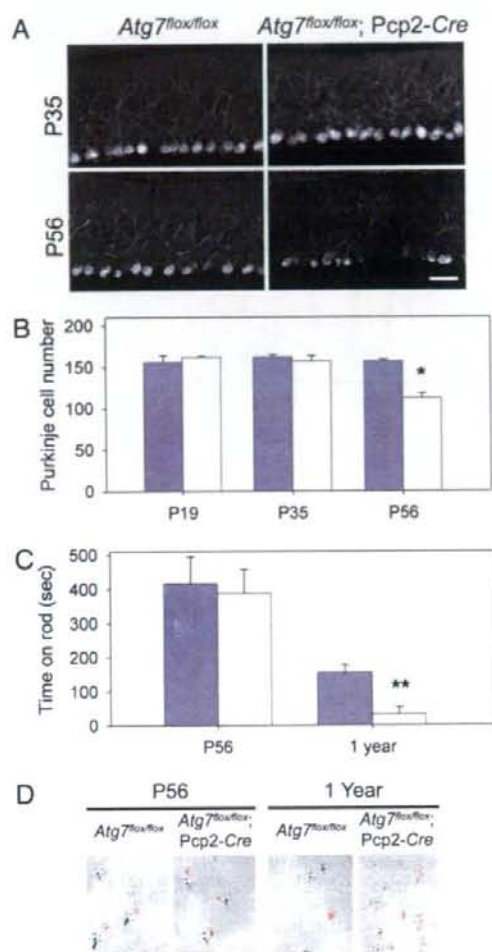 A
Atg7flox/flox
Atg7flox/flox; Pcp2-Cre
P35
P56
B
Purkinje cell number
200
150
100
50
0
*
P19
P35
P56
C
Time on rod (sec)
500
400
300
200
100
0
**
P56
1 year
D
P56
1 Year
Atg7flox/flox
Atg7flox/flox;
Pcp2-Cre
Atg7flox/flox
Atg7flox/flox;
Pcp2-Cre